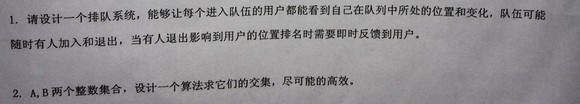 1. 请设计一个排队系统，能够让每个进入队伍的用户都能看到自己在队列中所处的位置和变化，队伍可能
随时有人加入和退出，当有人退出影响到用户的位置排名时需要即时反馈到用户。
2. A,B两个整数集合，设计一个算法求它们的交集，尽可能的高效。